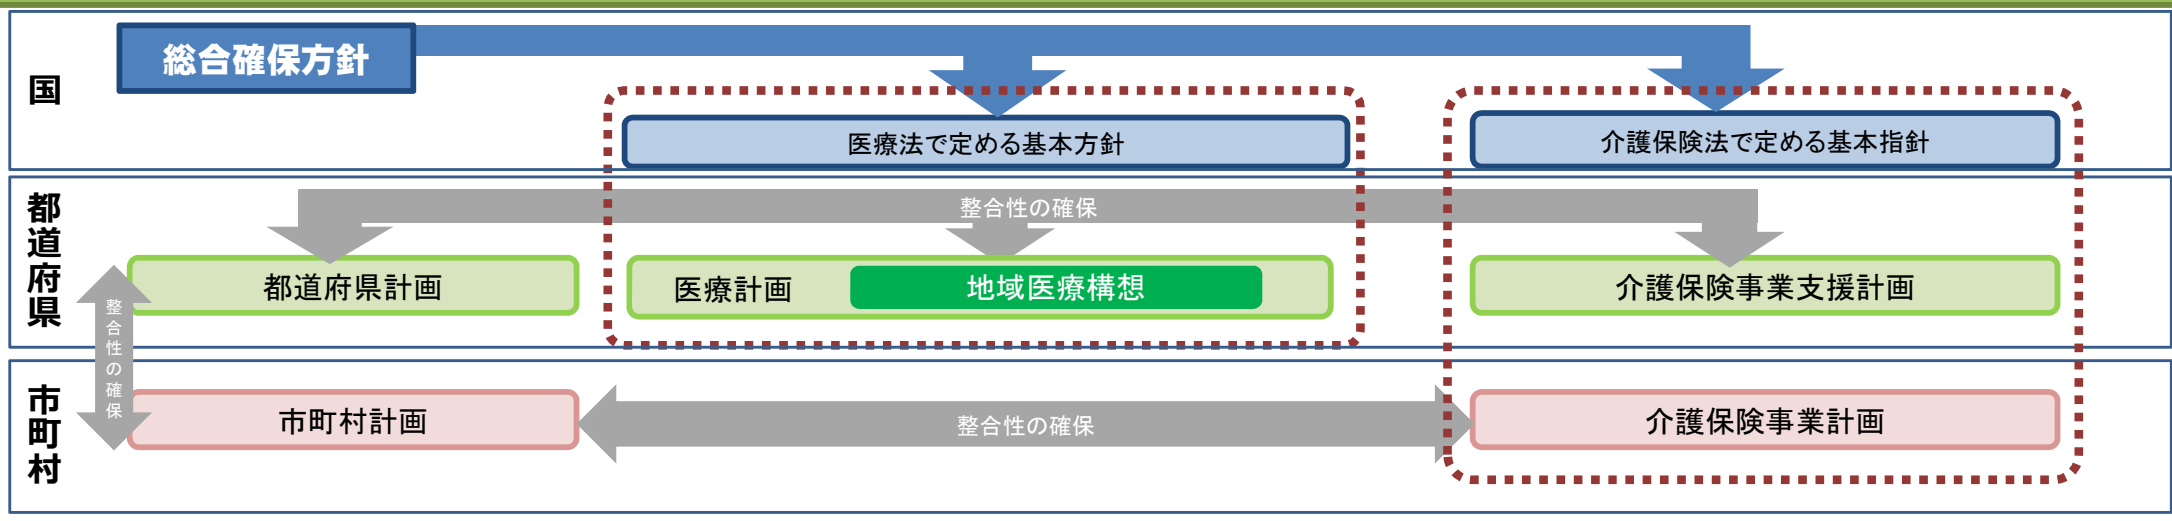 国
総合確保方針
医療法で定める基本方針
介護保険法で定める基本指針
都道府県
整合性の確保
都道府県計画
医療計画
地域医療構想
介護保険事業支援計画
整合性の確保
市町村
市町村計画
整合性の確保
介護保険事業計画